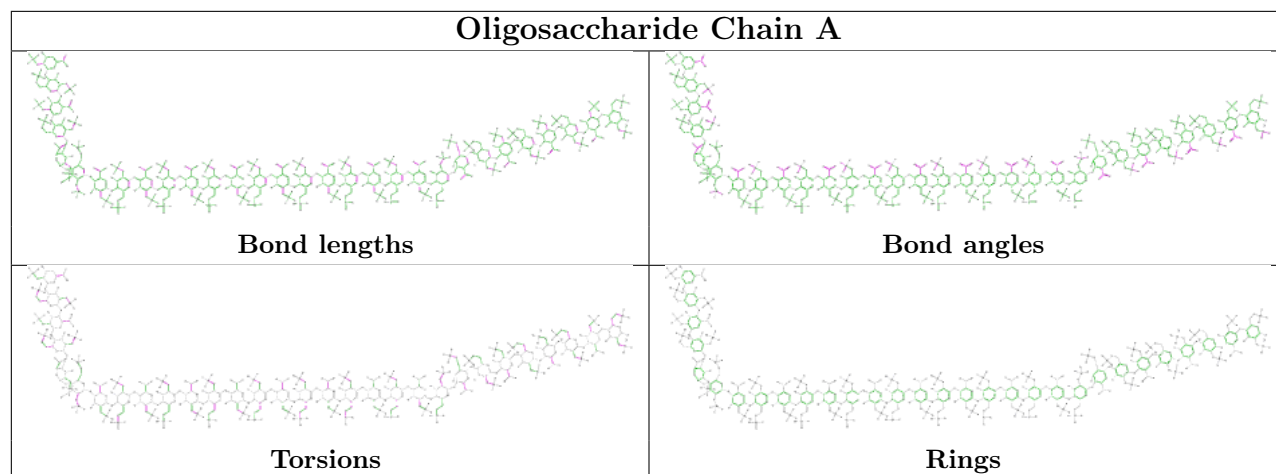 Oligosaccharide Chain A
Bond lengths
Bond angles
Torsions
Rings